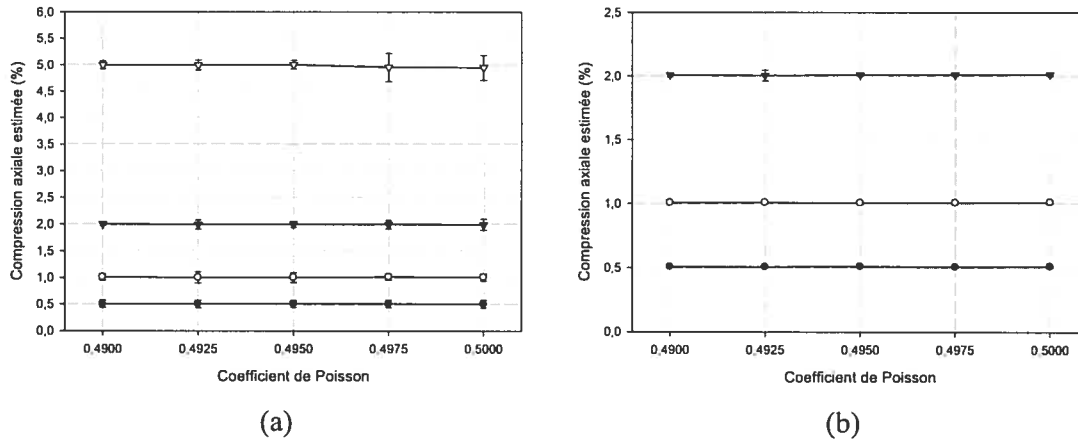 Compression axiale estimée (%)
6,0
5,5
5,0
4,5
4,0
3,5
3,0
2,5
2,0
1,5
1,0
0,5
0,0
0,4900 0,4925 0,4950 0,4975 0,5000
Coefficient de Poisson
(a)
Compression axiale estimée (%)
2,5
2,0
1,5
1,0
0,5
0,0
0,4900 0,4925 0,4950 0,4975 0,5000
Coefficient de Poisson
(b)